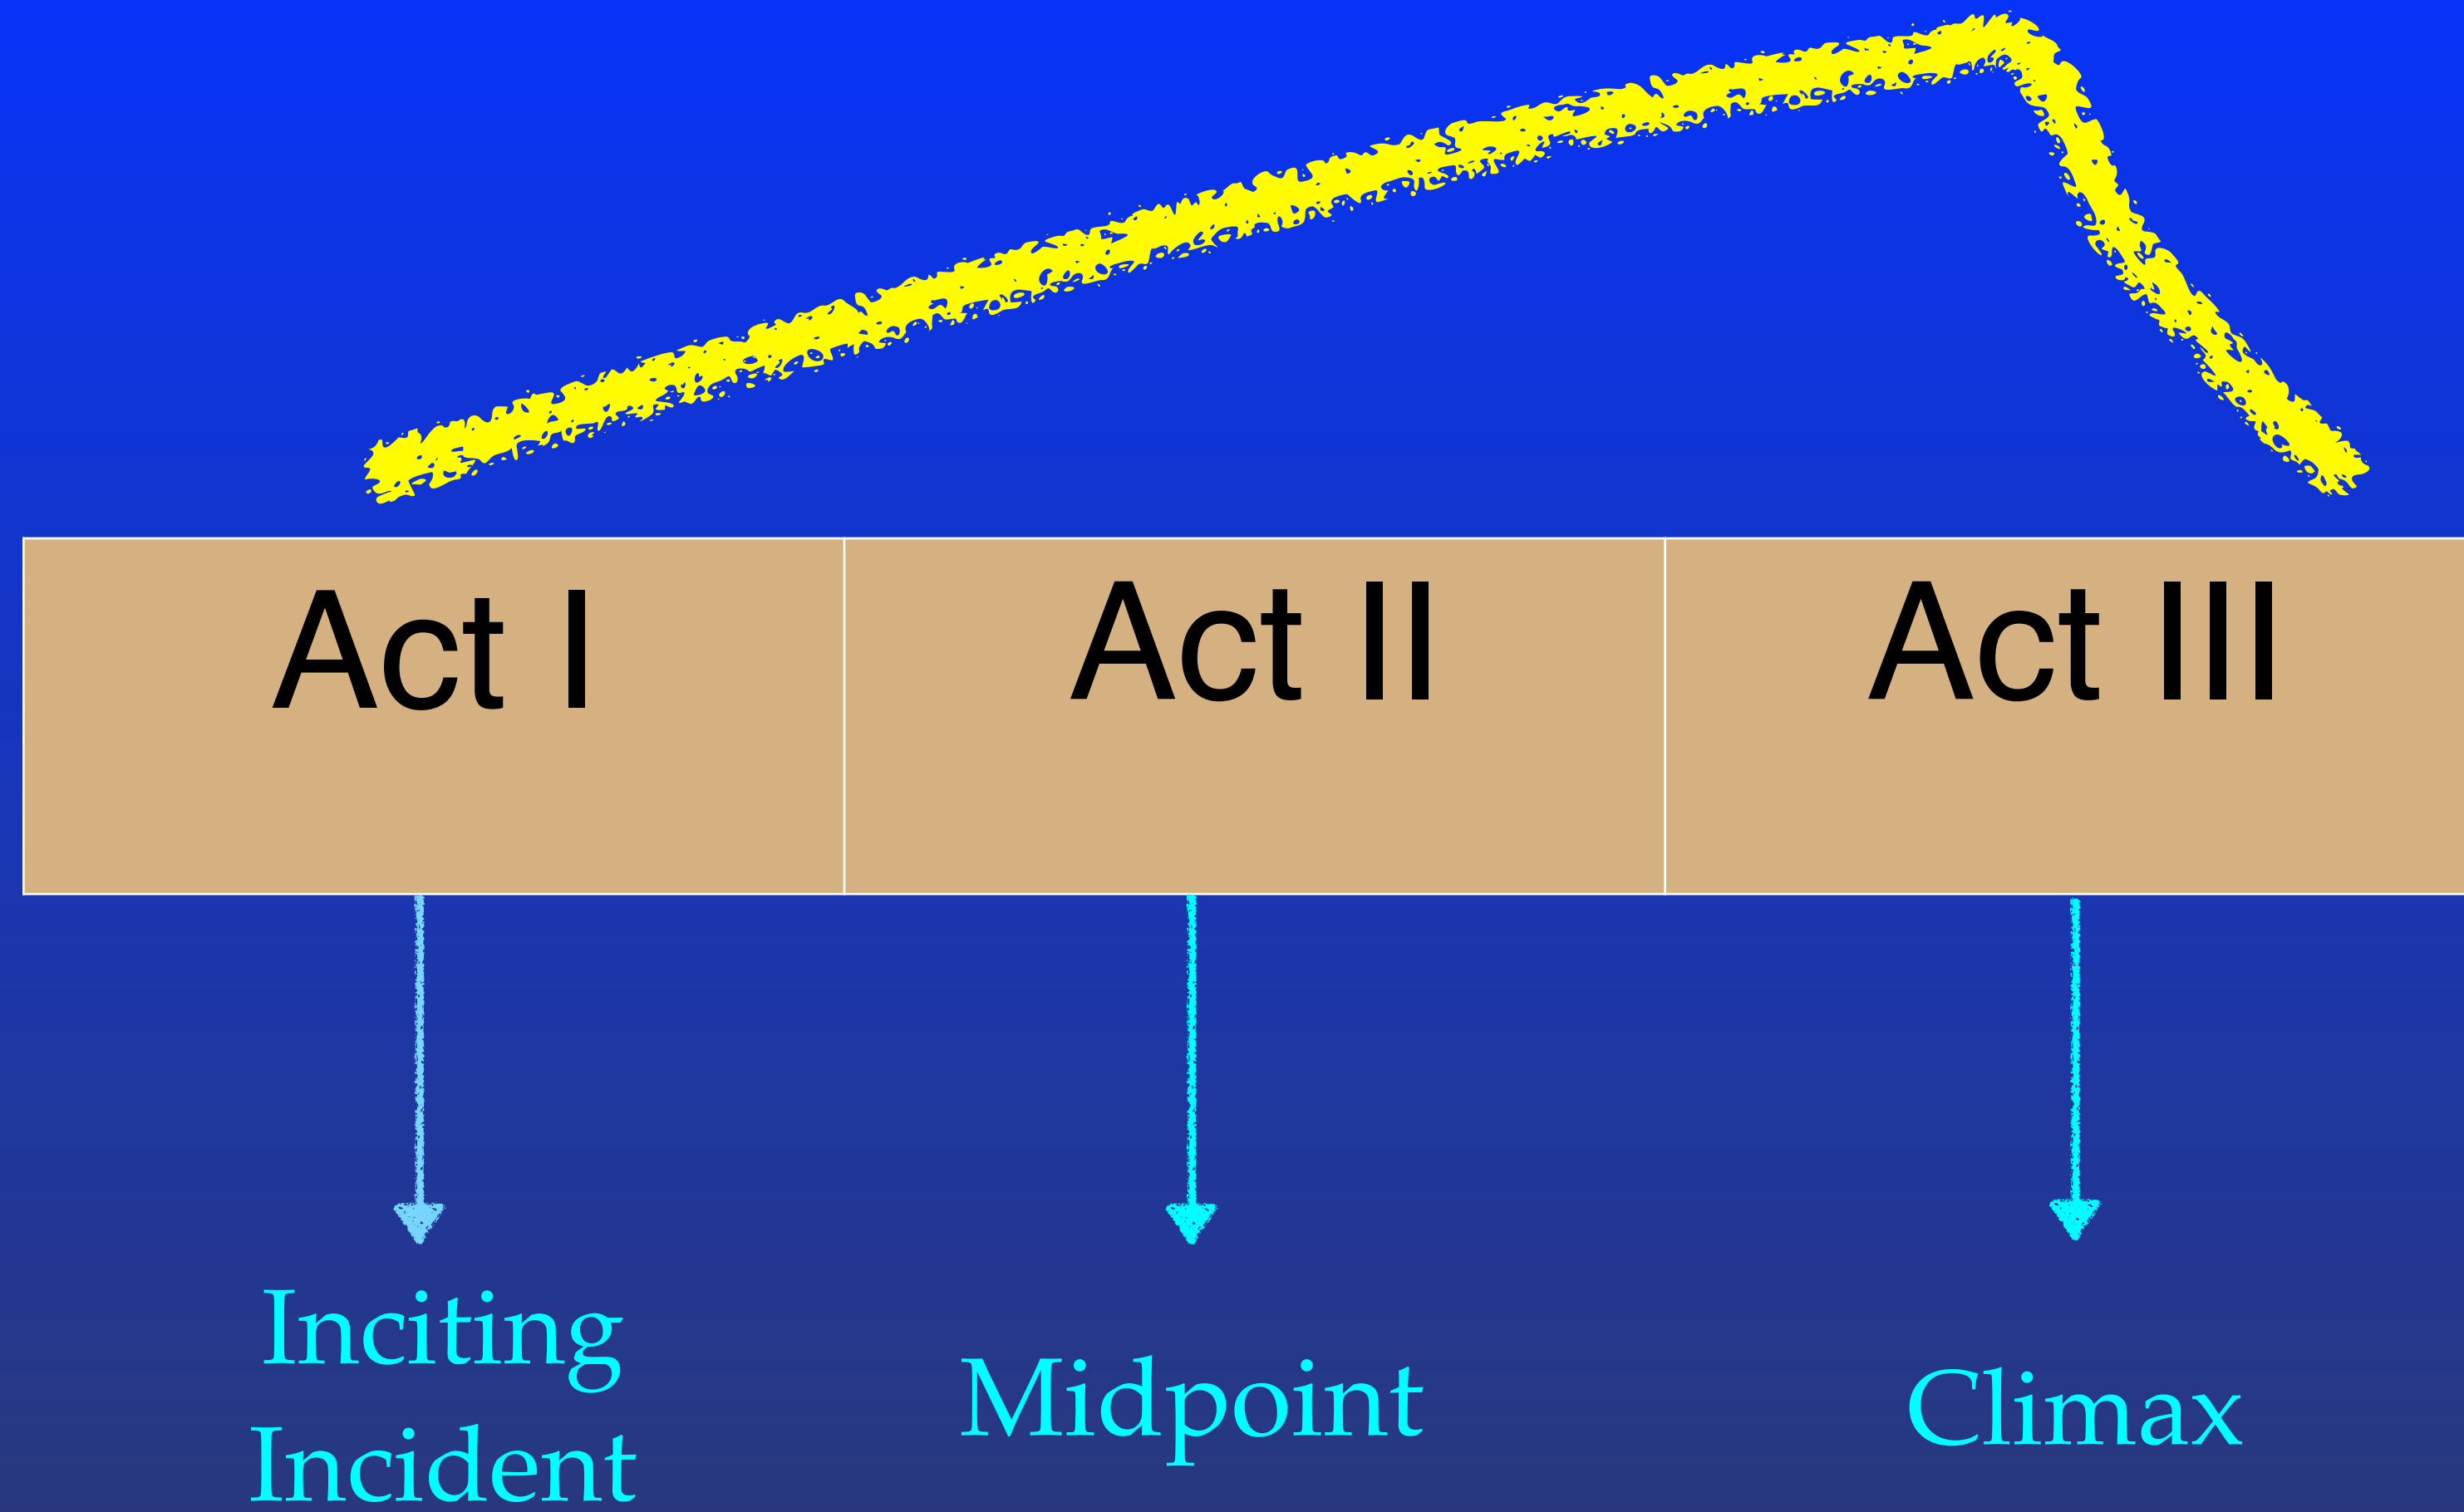 Act I
Act II
Act III
Inciting
Incident
Midpoint
Climax